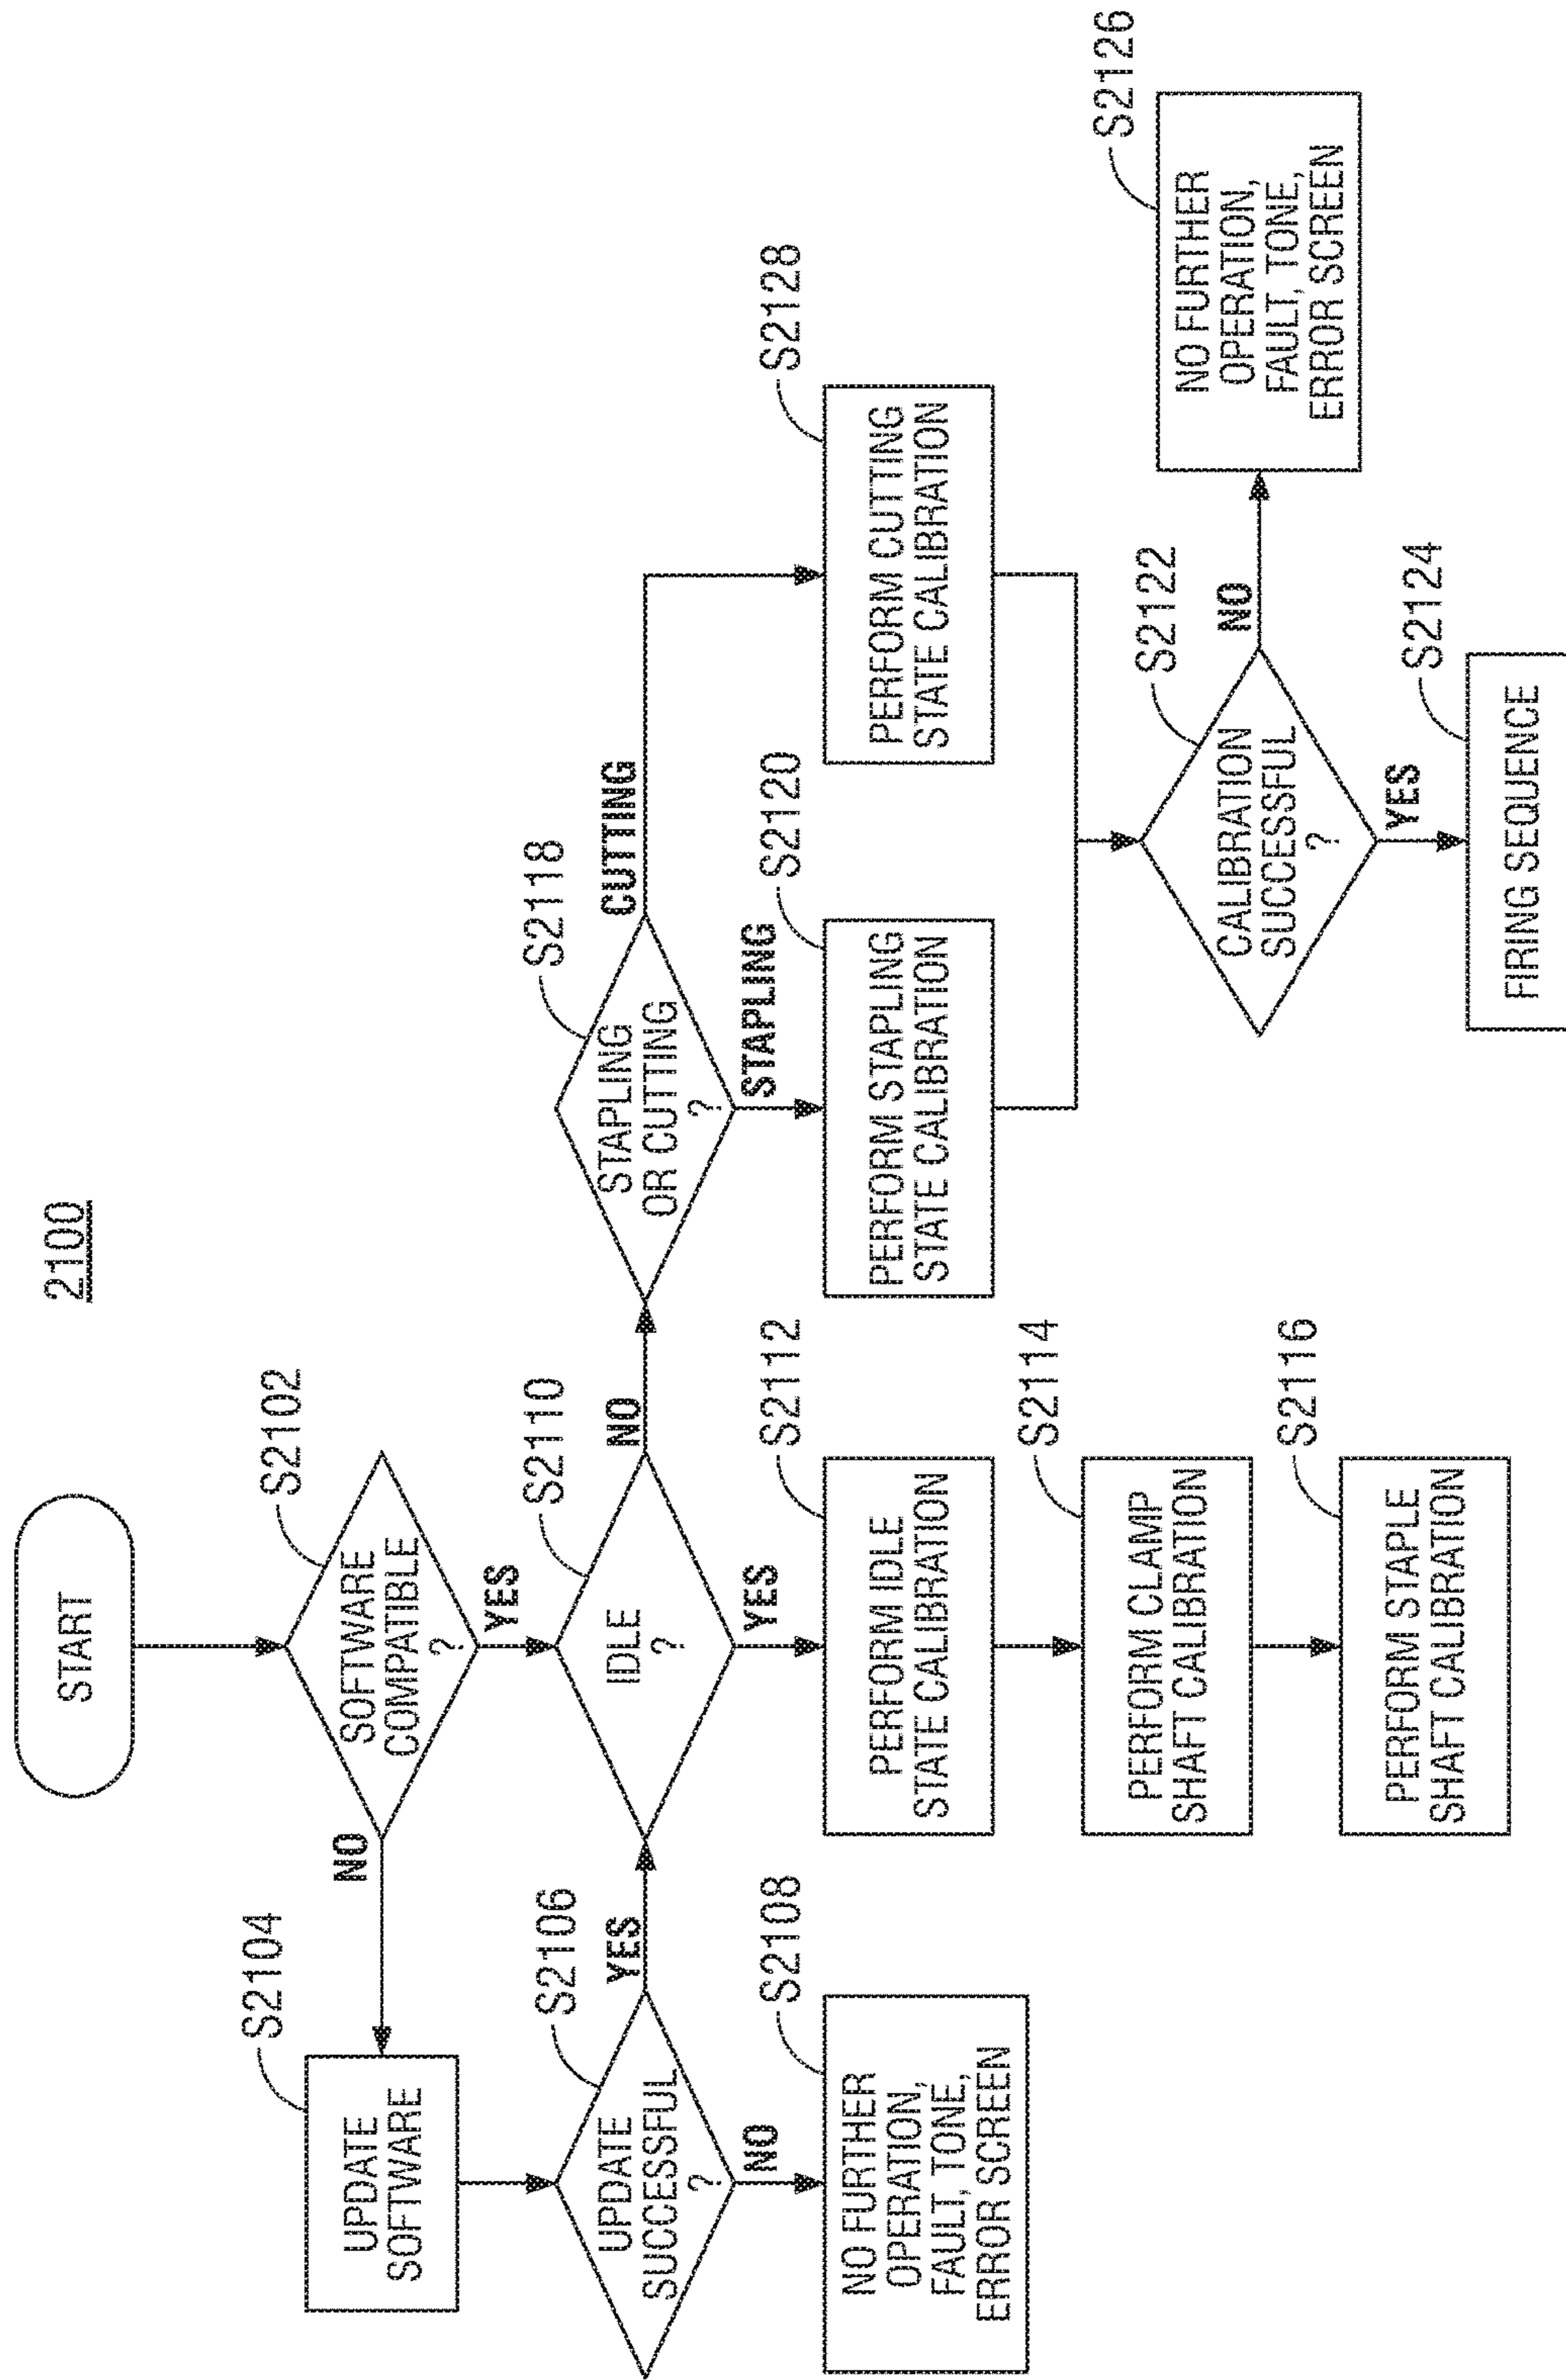 2100
START
S2102
SOFTWARE
COMPATIBLE
?
NO
YES
S2104
UPDATE
SOFTWARE
S2106
UPDATE
SUCCESSFUL
?
YES
NO
S2108
NO FURTHER
OPERATION,
FAULT, TONE,
ERROR SCREEN
S2110
IDLE
?
NO
YES
S2112
PERFORM IDLE
STATE CALIBRATION
S2114
PERFORM CLAMP
SHAFT CALIBRATION
S2116
PERFORM STAPLE
SHAFT CALIBRATION
S2118
STAPLING
OR CUTTING
?
CUTTING
STAPLING
S2120
PERFORM STAPLING
STATE CALIBRATION
S2128
PERFORM CUTTING
STATE CALIBRATION
S2122
CALIBRATION
SUCCESSFUL
?
NO
YES
S2126
NO FURTHER
OPERATION,
FAULT, TONE,
ERROR SCREEN
S2124
FIRING SEQUENCE